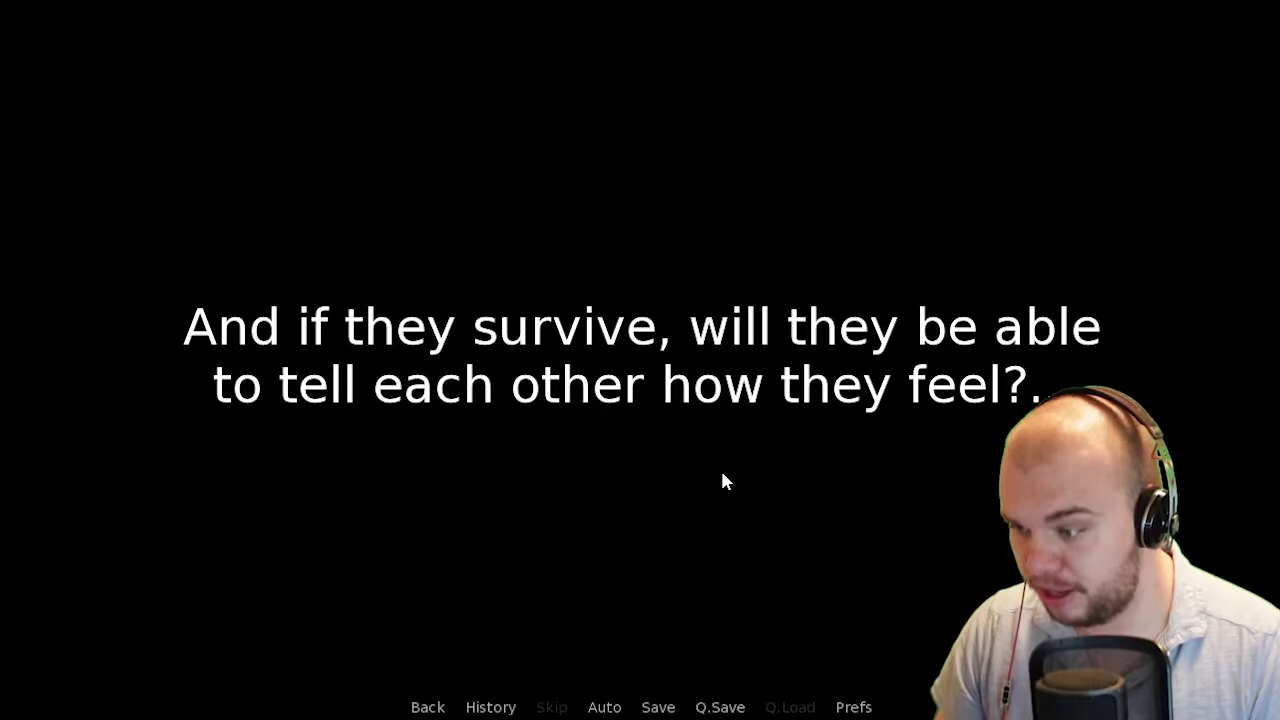 And if they survive, will they be able
to tell each other how they feel?..
Back History Skip Auto Save Q.Save Q.Load Prefs